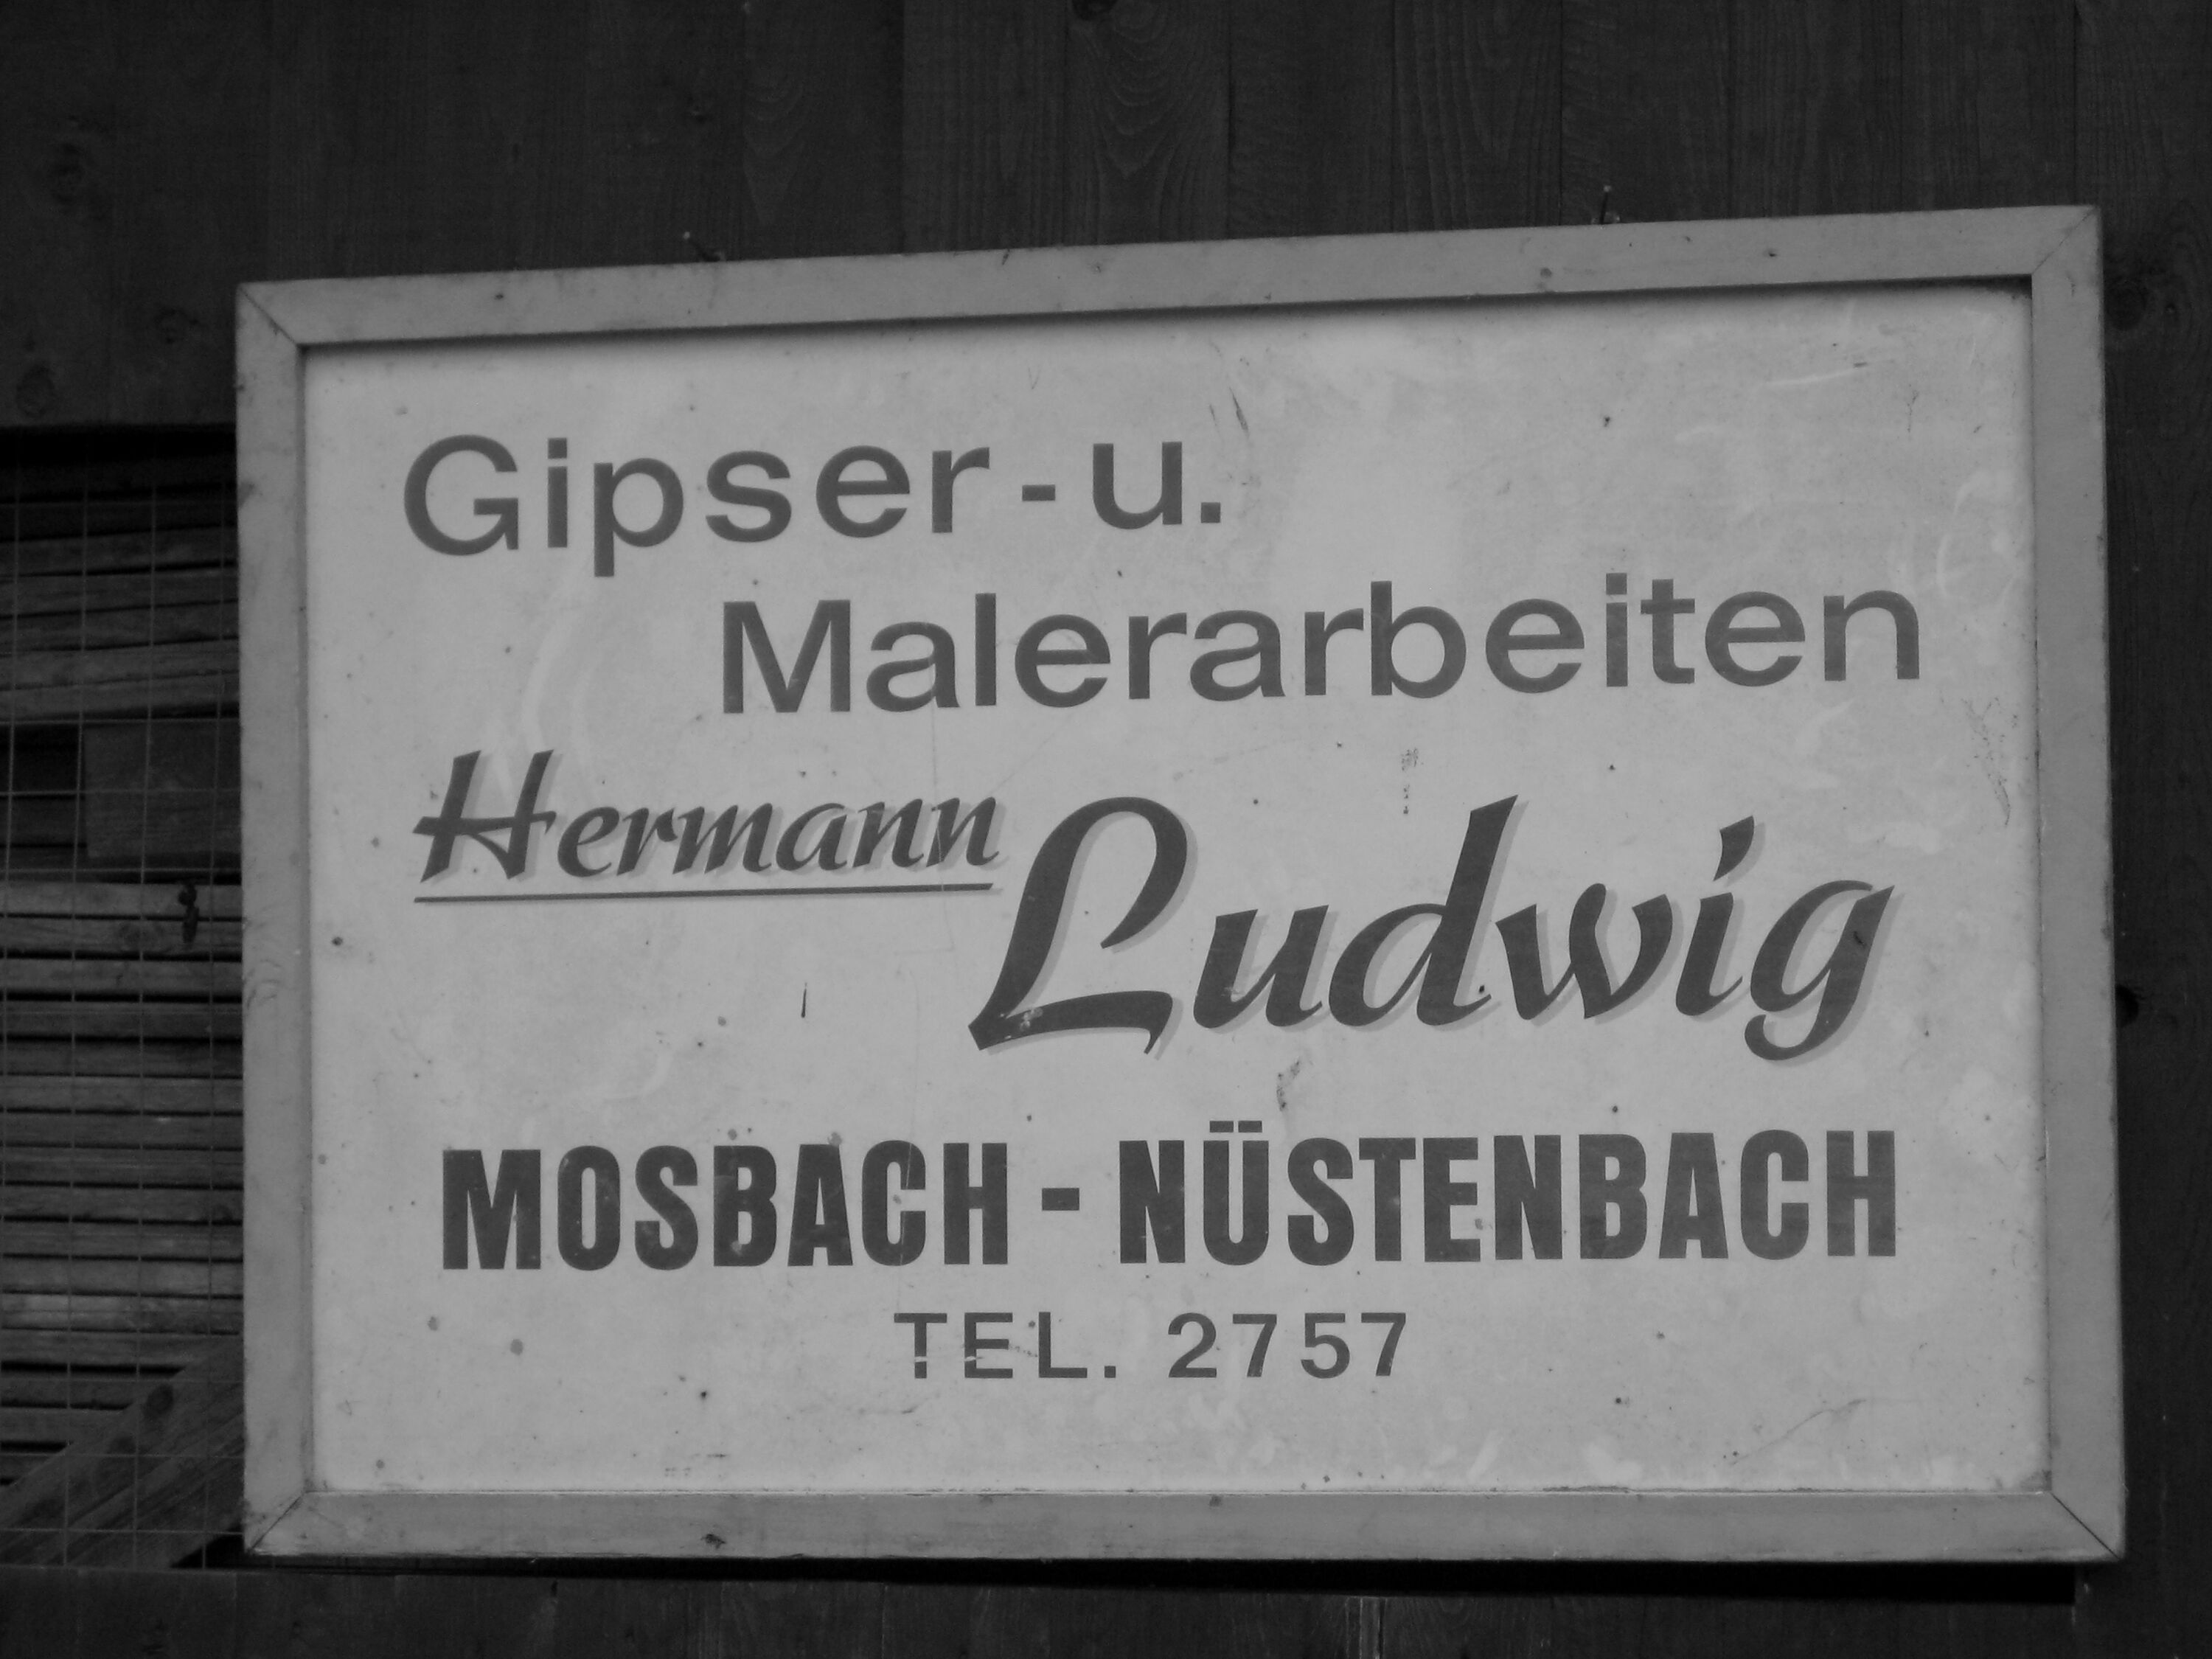 Gipser - u.
Malerarbeiten
Hermann Ludwig
MOSBACH - NÜSTENBACH
TEL. 2757